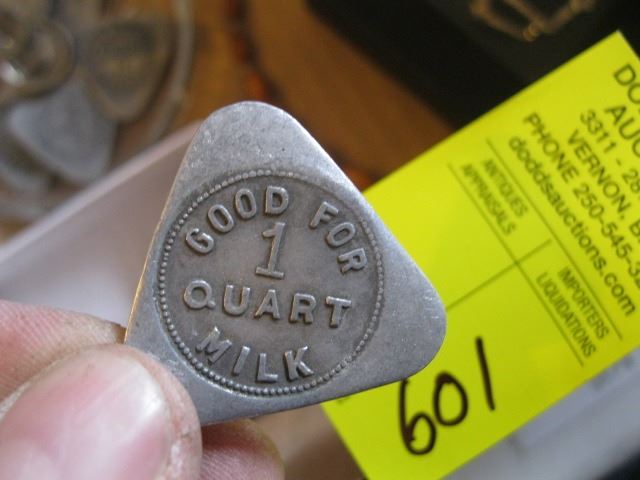 GOOD FOR
1
QUART
MILK
3311 -
VERNON, B
PHONE 250-545-
doddsauctions.com
ANTIQUES
APPRAISALS
IMPORTERS
LIQUIDATIONS
601